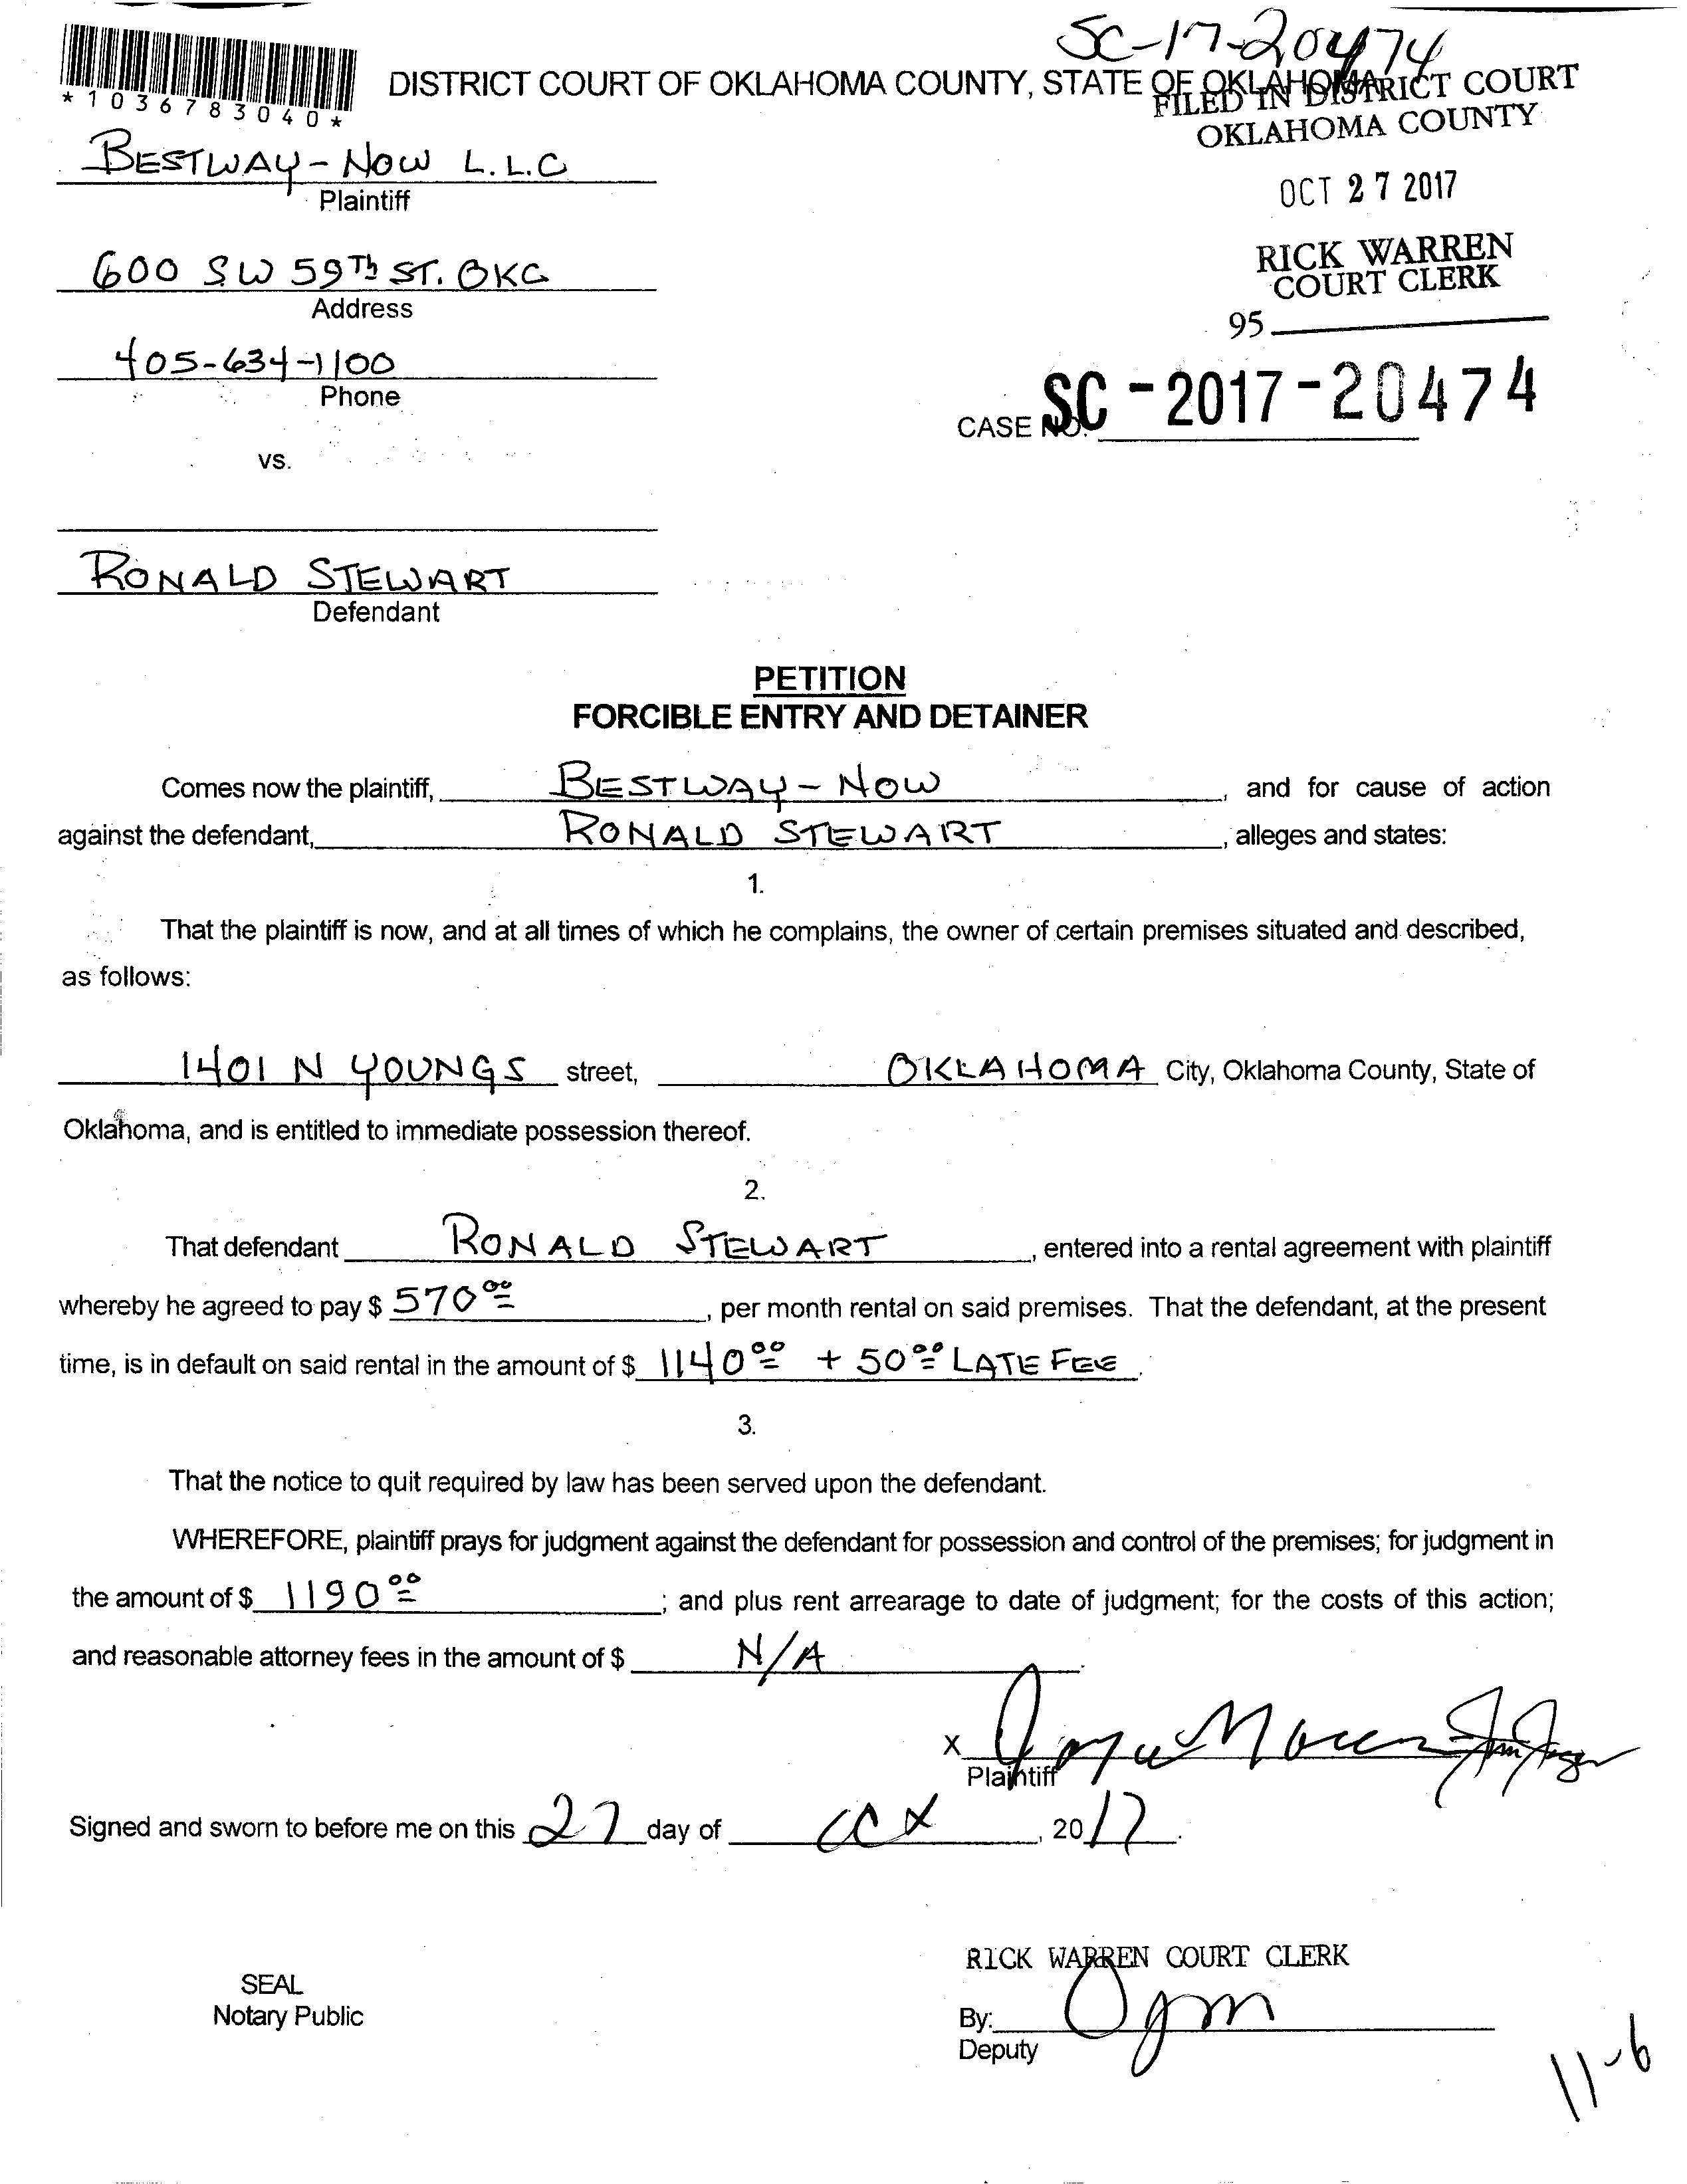 SC-17-20474
*1036783040*
DISTRICT COURT OF OKLAHOMA COUNTY, STATE OF OKLAHOMA
FILED IN DISTRICT COURT
OKLAHOMA COUNTY
BESTWAY-NOW L.L.C
Plaintiff
OCT 27 2017
600 SW 59Th ST. OKC
Address
RICK WARREN
COURT CLERK
95
405-634-1100
Phone
CASE NO. SC-2017-20474
vs.
RONALD STEWART
Defendant
PETITION
FORCIBLE ENTRY AND DETAINER
Comes now the plaintiff, BESTWAY-NOW, and for cause of action
against the defendant, RONALD STEWART, alleges and states:
1.
That the plaintiff is now, and at all times of which he complains, the owner of certain premises situated and described,
as follows:
1401 N YOUNGS street, OKLAHOMA City, Oklahoma County, State of
Oklahoma, and is entitled to immediate possession thereof.
2.
That defendant RONALD STEWART, entered into a rental agreement with plaintiff
whereby he agreed to pay $ 570 00, per month rental on said premises. That the defendant, at the present
time, is in default on said rental in the amount of $ 1140 00 + 50 00 LATE FEE.
3.
That the notice to quit required by law has been served upon the defendant.
WHEREFORE, plaintiff prays for judgment against the defendant for possession and control of the premises; for judgment in
the amount of $ 1190 00; and plus rent arrearage to date of judgment; for the costs of this action;
and reasonable attorney fees in the amount of $ N/A.
X
Plaintiff
Signed and sworn to before me on this 27 day of , 2017.
RICK WARREN COURT CLERK
SEAL
Notary Public
By:
Deputy
11-6